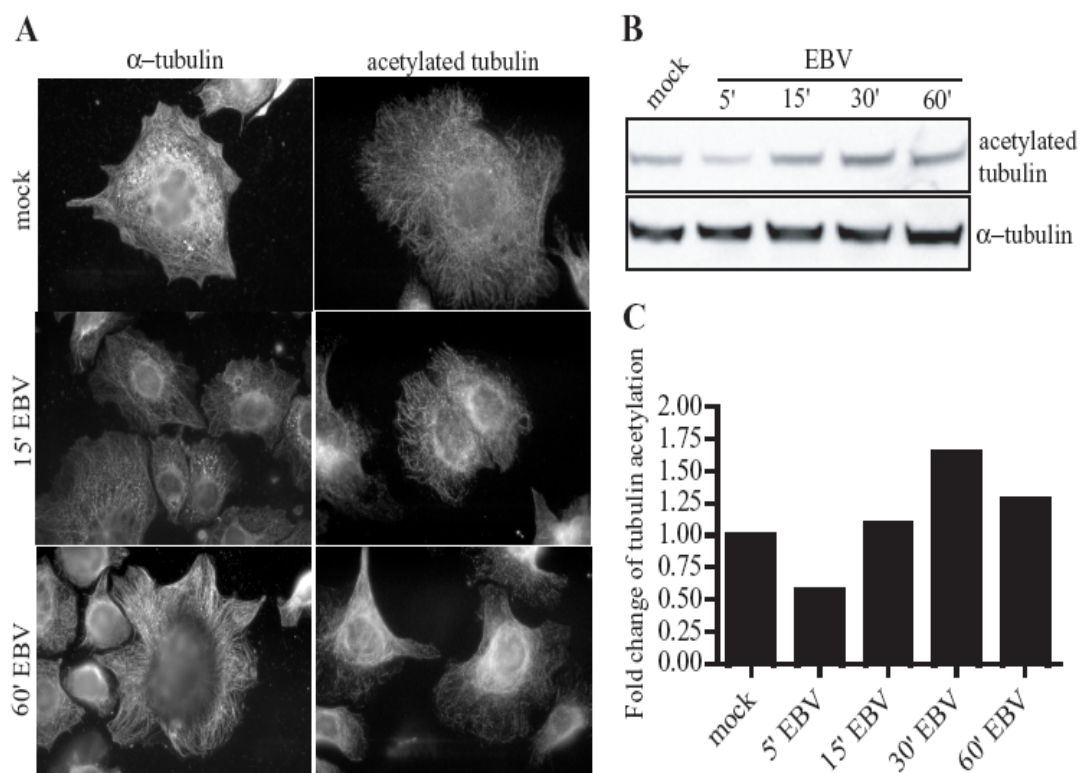 A
α–tubulin
acetylated tubulin
mock
15' EBV
60' EBV
B
mock
EBV
5' 15' 30' 60'
acetylated
tubulin
α–tubulin
C
Fold change of tubulin acetylation
2.00
1.75
1.50
1.25
1.00
0.75
0.50
0.25
0.00
mock
5' EBV
15' EBV
30' EBV
60' EBV